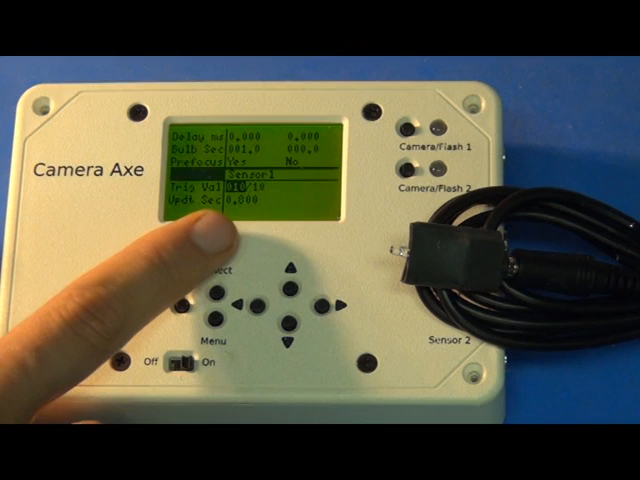 Delay ms 0.000 0.000
Bulb Sec 001.0 000.0
Prefocus Yes No
Sensor1
Trig Val 010/10
Updt Sec 0.800
Camera Axe
Camera/Flash 1
Camera/Flash 2
Menu
Sensor 2
Off On